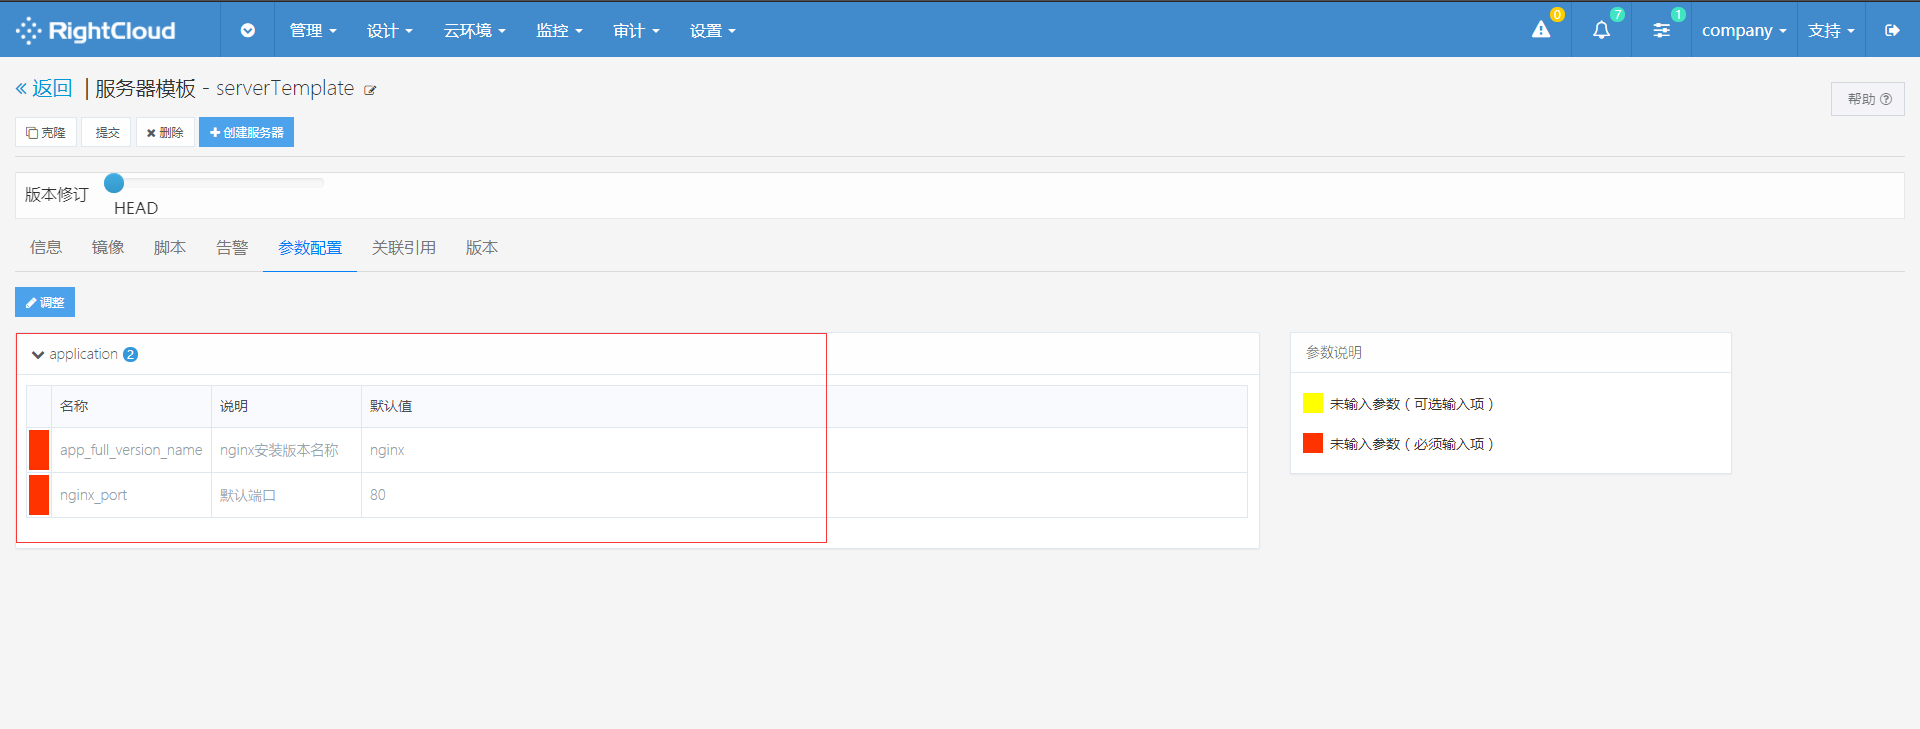 RightCloud 管理 设计 云环境 监控 审计 设置 0 7 1 company 支持
返回 | 服务器模板 - serverTemplate
帮助
克隆 提交 删除 创建服务器
版本修订
HEAD
信息 镜像 脚本 告警 参数配置 关联引用 版本
调整
application 2
名称 说明 默认值
app_full_version_name nginx安装版本名称 nginx
nginx_port 默认端口 80
参数说明
未输入参数（可选输入项）
未输入参数（必须输入项）